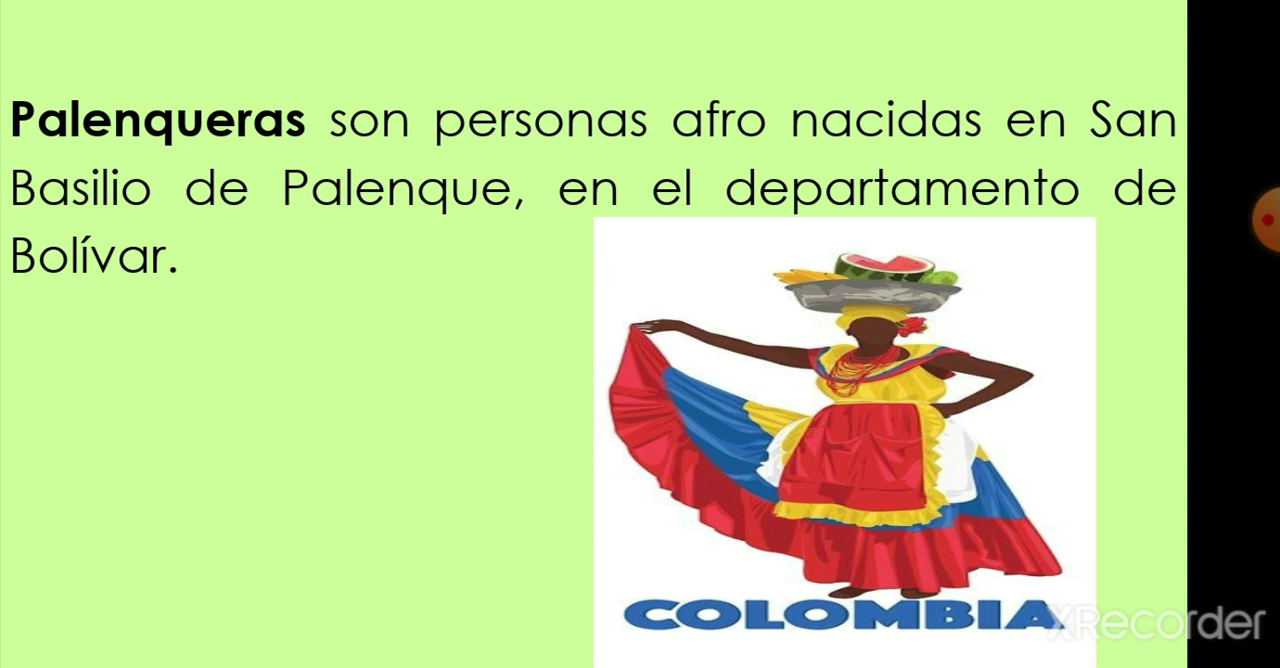 Palenqueras son personas afro nacidas en San
Basilio de Palenque, en el departamento de
Bolívar.
COLOMBIA
XRecorder